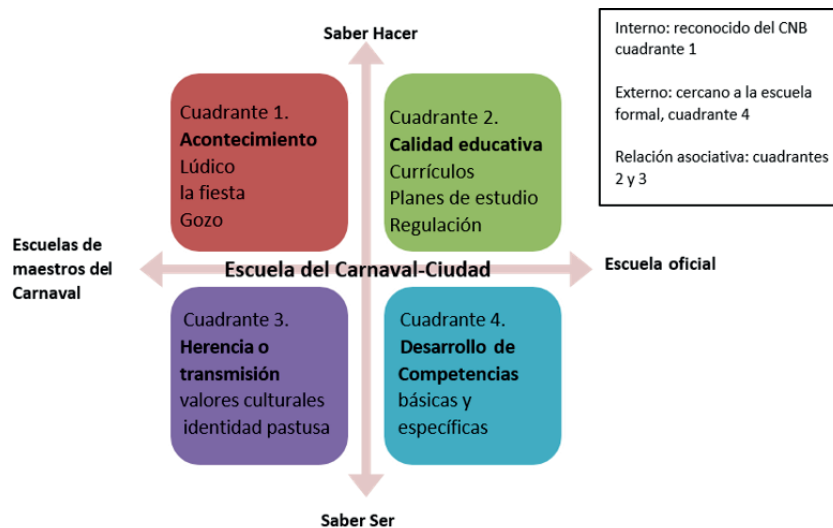 Saber Hacer
Interno: reconocido del CNB
cuadrante 1
Externo: cercano a la escuela
formal, cuadrante 4
Relación asociativa: cuadrantes
2 y 3
Cuadrante 1.
Acontecimiento
Lúdico
la fiesta
Gozo
Cuadrante 2.
Calidad educativa
Currículos
Planes de estudio
Regulación
Escuelas de
maestros del
Carnaval
Escuela del Carnaval-Ciudad
Escuela oficial
Cuadrante 3.
Herencia o
transmisión
valores culturales
identidad pastusa
Cuadrante 4.
Desarrollo de
Competencias
básicas y
específicas
Saber Ser